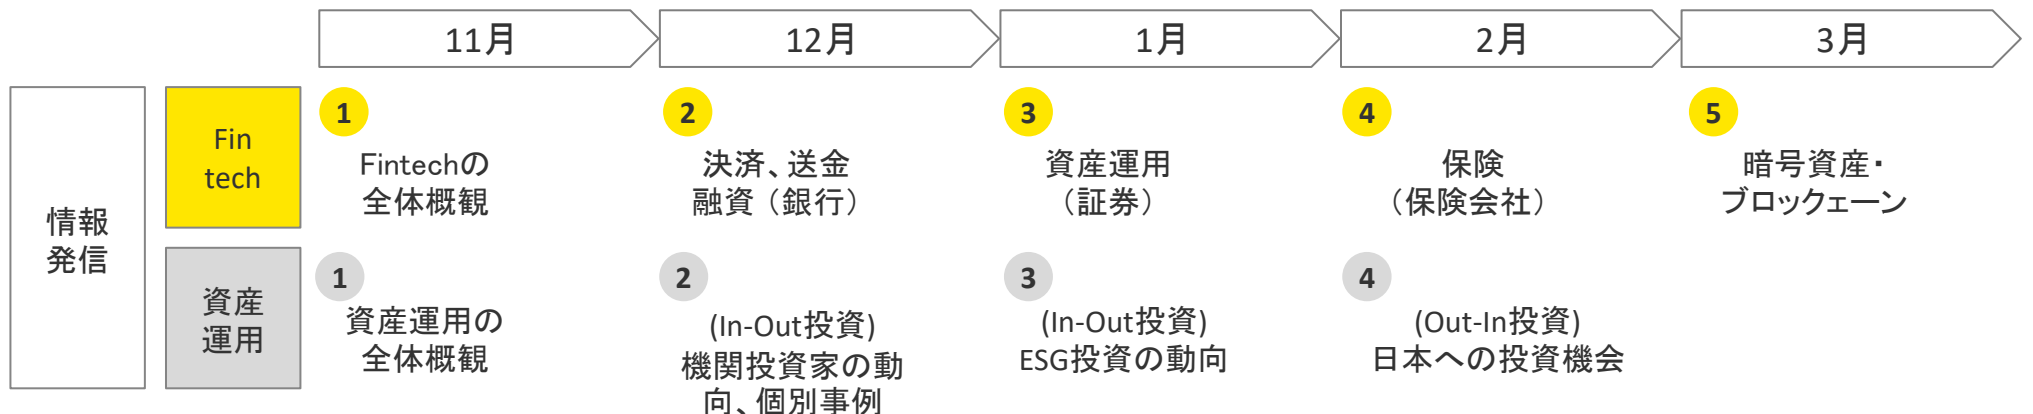 11月
12月
1月
2月
3月
情報
発信
Fin
tech
1
Fintechの
全体概観
2
決済、送金
融資（銀行）
3
資産運用
（証券）
4
保険
（保険会社）
5
暗号資産・
ブロックェーン
資産
運用
1
資産運用の
全体概観
2
(In-Out投資)
機関投資家の動
向、個別事例
3
(In-Out投資)
ESG投資の動向
4
(Out-In投資)
日本への投資機会